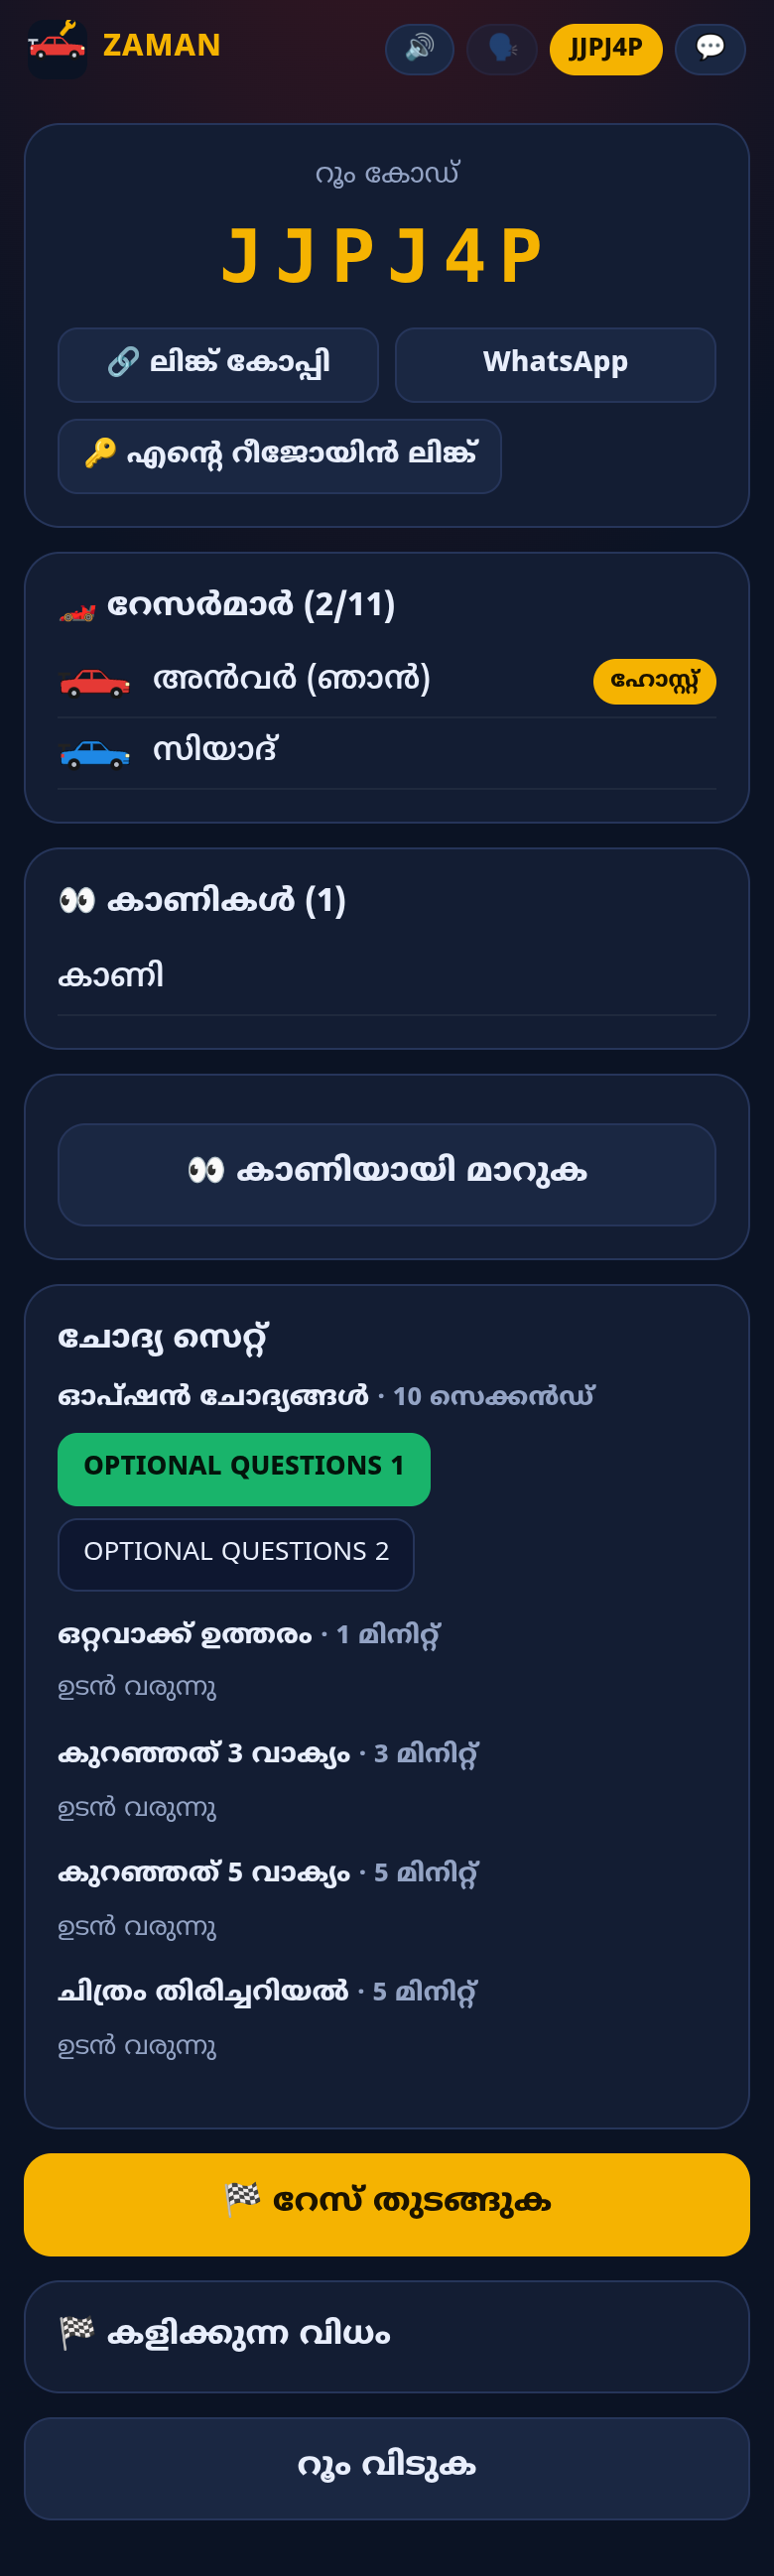 ZAMAN
JJPJ4P
റൂം കോഡ്
JJPJ4P
ലിങ്ക് കോപ്പി
WhatsApp
എന്റെ റീജോയിൻ ലിങ്ക്
റേസർമാർ (2/11)
അൻവർ (ഞാൻ)
ഹോസ്റ്റ്
സിയാദ്
കാണികൾ (1)
കാണി
കാണിയായി മാറുക
ചോദ്യ സെറ്റ്
ഓപ്ഷൻ ചോദ്യങ്ങൾ · 10 സെക്കൻഡ്
OPTIONAL QUESTIONS 1
OPTIONAL QUESTIONS 2
ഒറ്റവാക്ക് ഉത്തരം · 1 മിനിറ്റ്
ഉടൻ വരുന്നു
കുറഞ്ഞത് 3 വാക്യം · 3 മിനിറ്റ്
ഉടൻ വരുന്നു
കുറഞ്ഞത് 5 വാക്യം · 5 മിനിറ്റ്
ഉടൻ വരുന്നു
ചിത്രം തിരിച്ചറിയൽ · 5 മിനിറ്റ്
ഉടൻ വരുന്നു
റേസ് തുടങ്ങുക
കളിക്കുന്ന വിധം
റൂം വിടുക